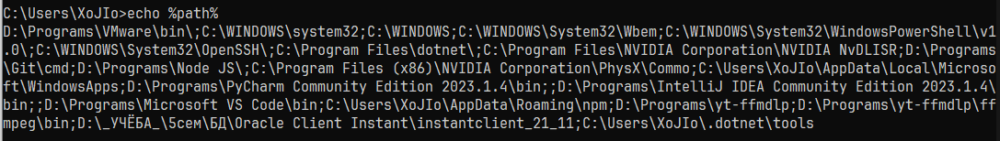 C:\Users\XoJIo>echo %path%
D:\Programs\VMware\bin\;C:\WINDOWS\system32;C:\WINDOWS;C:\WINDOWS\System32\Wbem;C:\WINDOWS\System32\WindowsPowerShell\v1
.0\;C:\WINDOWS\System32\OpenSSH\;C:\Program Files\dotnet\;C:\Program Files\NVIDIA Corporation\NVIDIA NvDLISR;D:\Programs
\Git\cmd;D:\Programs\Node JS\;C:\Program Files (x86)\NVIDIA Corporation\PhysX\Commo;C:\Users\XoJIo\AppData\Local\Microso
ft\WindowsApps;D:\Programs\PyCharm Community Edition 2023.1.4\bin;;D:\Programs\IntelliJ IDEA Community Edition 2023.1.4\
bin;;D:\Programs\Microsoft VS Code\bin;C:\Users\XoJIo\AppData\Roaming\npm;D:\Programs\yt-ffmdlp;D:\Programs\yt-ffmdlp\ff
mpeg\bin;D:\_УЧЁБА_\5сем\БД\Oracle Client Instant\instantclient_21_11;C:\Users\XoJIo\.dotnet\tools